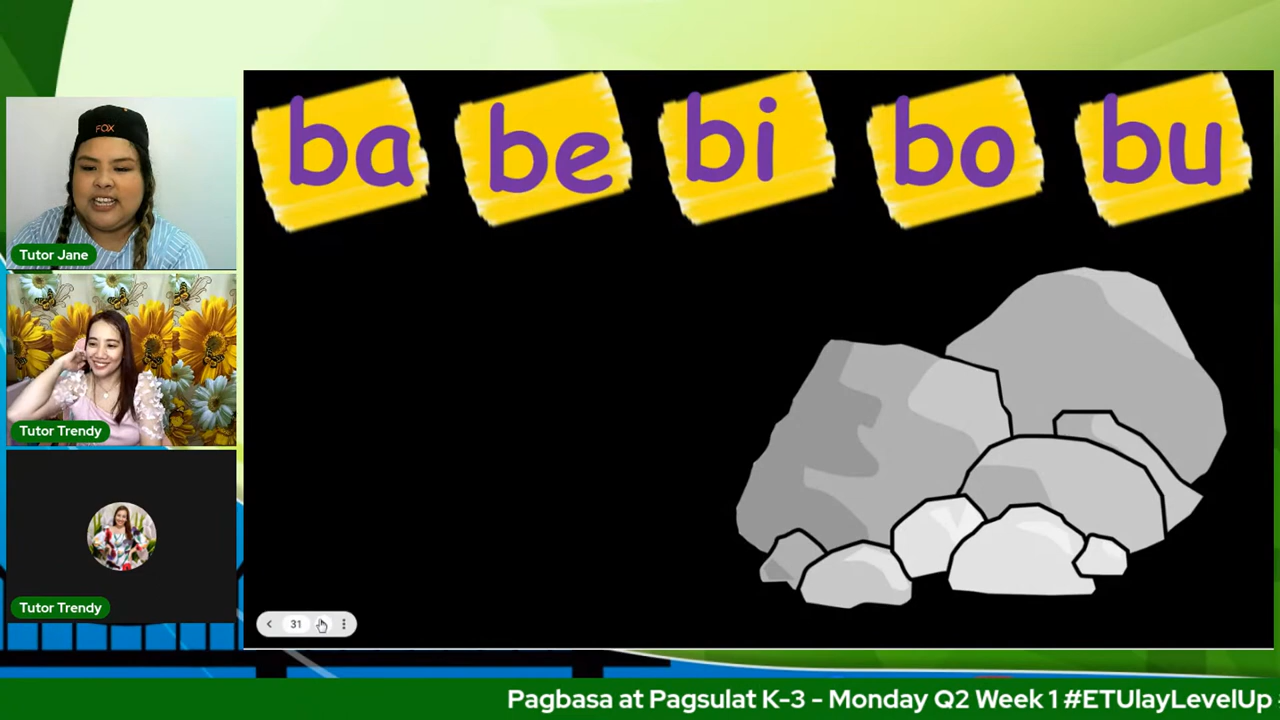 ba be bi bo bu
FOX
Tutor Jane
Tutor Trendy
Tutor Trendy
31
Pagbasa at Pagsulat K-3 - Monday Q2 Week 1 #ETUlayLevelUp